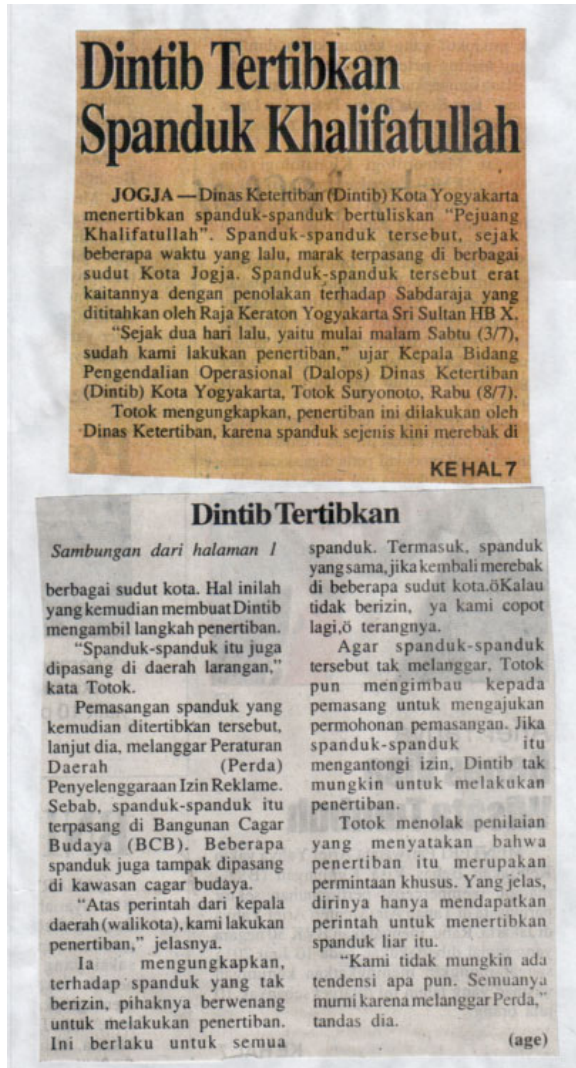 Dintib Tertibkan
Spanduk Khalifatullah
JOGJA — Dinas Ketertiban (Dintib) Kota Yogyakarta
menertibkan spanduk-spanduk bertuliskan “Pejuang
Khalifatullah”. Spanduk-spanduk tersebut, sejak
beberapa waktu yang lalu, marak terpasang di berbagai
sudut Kota Jogja. Spanduk-spanduk tersebut erat
kaitannya dengan penolakan terhadap Sabdaraja yang
dititahkan oleh Raja Keraton Yogyakarta Sri Sultan HB X.
“Sejak dua hari lalu, yaitu mulai malam Sabtu (3/7),
sudah kami lakukan penertiban,” ujar Kepala Bidang
Pengendalian Operasional (Dalops) Dinas Ketertiban
(Dintib) Kota Yogyakarta, Totok Suryonoto, Rabu (8/7).
Totok mengungkapkan, penertiban ini dilakukan oleh
Dinas Ketertiban, karena spanduk sejenis kini merebak di
KE HAL 7
Dintib Tertibkan
Sambungan dari halaman 1
berbagai sudut kota. Hal inilah
yang kemudian membuat Dintib
mengambil langkah penertiban.
“Spanduk-spanduk itu juga
dipasang di daerah larangan,”
kata Totok.
Pemasangan spanduk yang
kemudian ditertibkan tersebut,
lanjut dia, melanggar Peraturan
Daerah (Perda)
Penyelenggaraan Izin Reklame.
Sebab, spanduk-spanduk itu
terpasang di Bangunan Cagar
Budaya (BCB). Beberapa
spanduk juga tampak dipasang
di kawasan cagar budaya.
“Atas perintah dari kepala
daerah (walikota), kami lakukan
penertiban,” jelasnya.
Ia mengungkapkan,
terhadap spanduk yang tak
berizin, pihaknya berwenang
untuk melakukan penertiban.
Ini berlaku untuk semua
spanduk. Termasuk, spanduk
yang sama, jika kembali merebak
di beberapa sudut kota.öKalau
tidak berizin, ya kami copot
lagi,ö terangnya.
Agar spanduk-spanduk
tersebut tak melanggar, Totok
pun mengimbau kepada
pemasang untuk mengajukan
permohonan pemasangan. Jika
spanduk-spanduk itu
mengantongi izin, Dintib tak
mungkin untuk melakukan
penertiban.
Totok menolak penilaian
yang menyatakan bahwa
penertiban itu merupakan
permintaan khusus. Yang jelas,
dirinya hanya mendapatkan
perintah untuk menertibkan
spanduk liar itu.
“Kami tidak mungkin ada
tendensi apa pun. Semuanya
murni karena melanggar Perda,”
tandas dia.
(age)